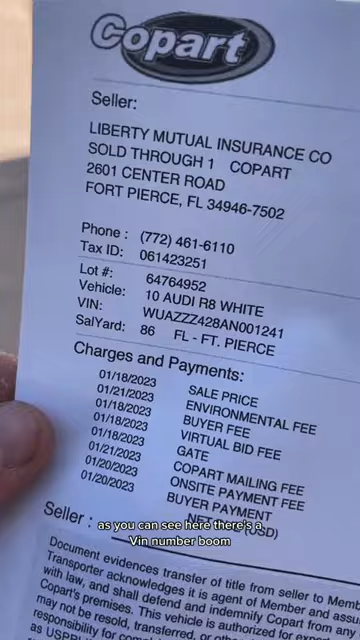 Copart
Seller:
LIBERTY MUTUAL INSURANCE CO
SOLD THROUGH 1 COPART
2601 CENTER ROAD
FORT PIERCE, FL 34946-7502
Phone : (772) 461-6110
Tax ID: 061423251
Lot #: 64764952
Vehicle: 10 AUDI R8 WHITE
VIN: WUAZZZ428AN001241
SalYard: 86 FL - FT. PIERCE
Charges and Payments:
01/18/2023 SALE PRICE
01/21/2023 ENVIRONMENTAL FEE
01/18/2023 BUYER FEE
01/18/2023 VIRTUAL BID FEE
01/18/2023 GATE
01/21/2023 COPART MAILING FEE
01/20/2023 ONSITE PAYMENT FEE
01/20/2023 BUYER PAYMENT
NET (USD)
as you can see here there's a
Vin number boom
Seller :
Document evidences transfer of title from seller to
Transporter acknowledges it is agent of Member and
with law, and shall defend and indemnify Copart from
Copart's premises. This vehicle is authorized for export
may not be resold, transferred, or
responsibility for